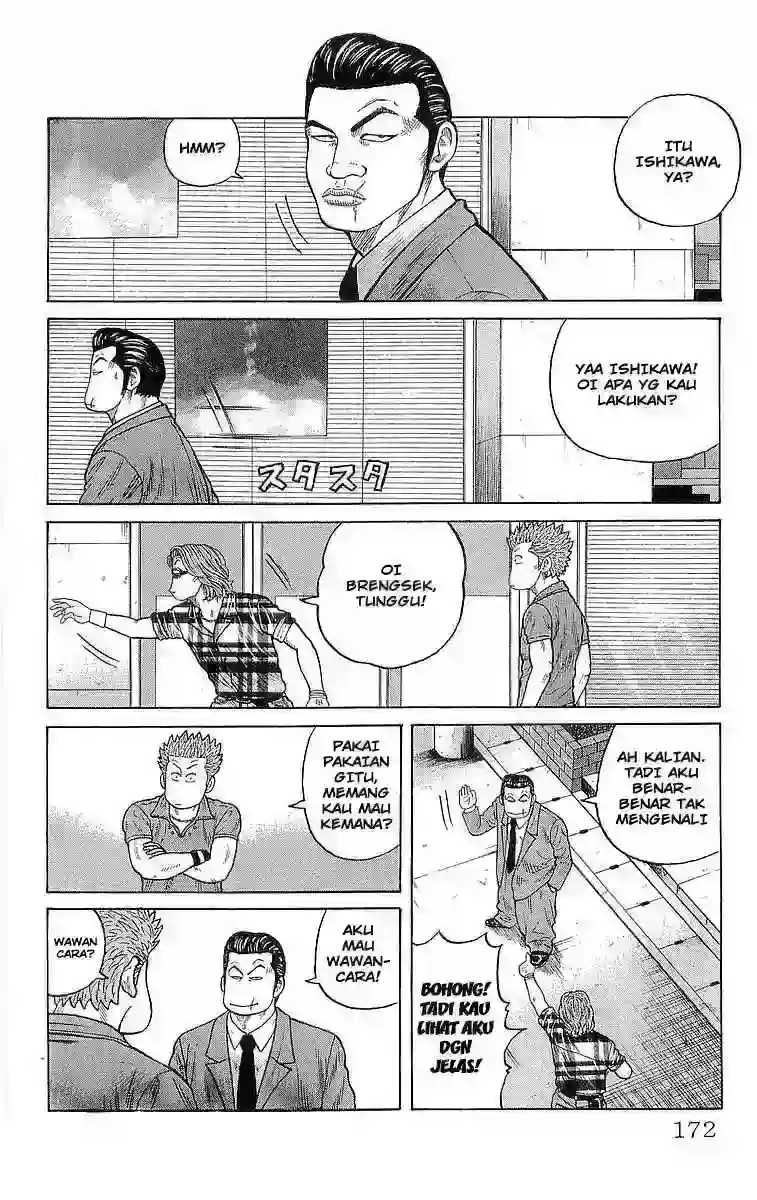 ITU
ISHIKAWA,
YA?
HMM?
YAA ISHIKAWA!
OI APA YG KAU
LAKUKAN?
スタスタ
OI
BRENGSEK,
TUNGGU!
AH KALIAN.
TADI AKU
BENAR-
BENAR TAK
MENGENALI
BOHONG!
TADI KAU
LIHAT AKU
DGN
JELAS!
PAKAI
PAKAIAN
GITU,
MEMANG
KAU MAU
KEMANA?
AKU
MAU
WAWAN-
CARA!
WAWAN
CARA?
172